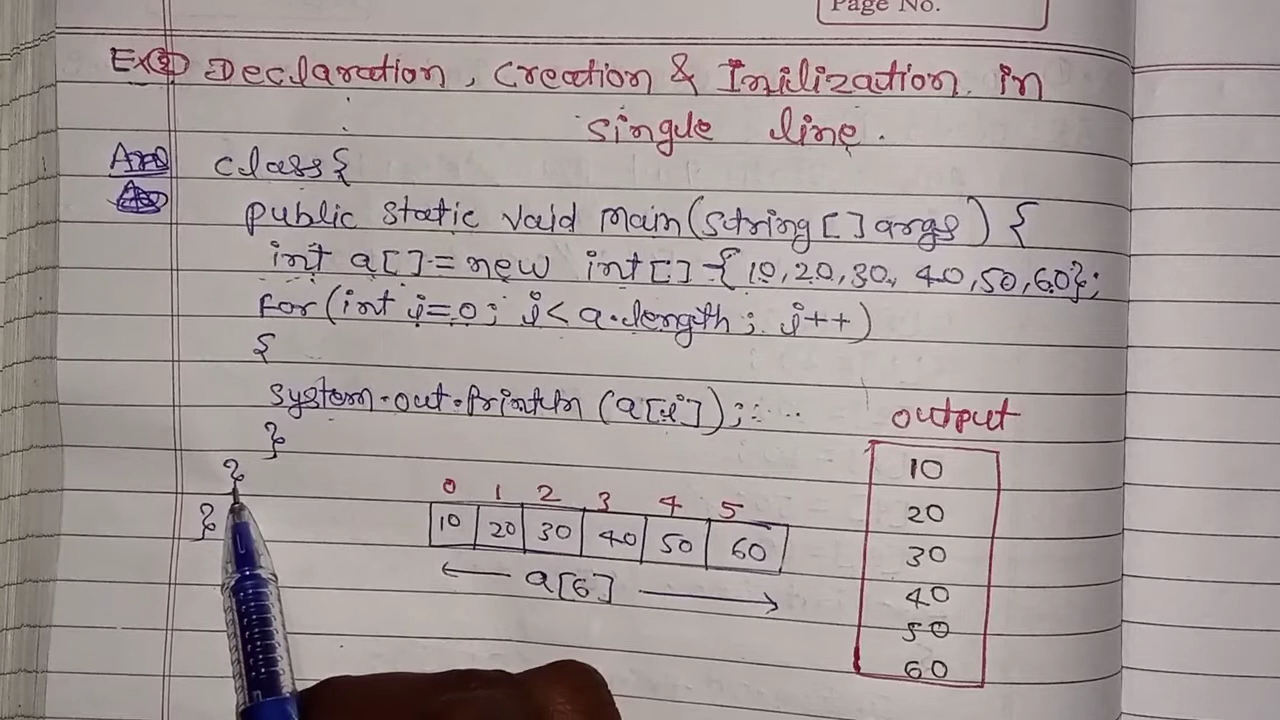 Page No.
Ex③ Declaration, Creation & Inilization. in
single line.
Ans class{
public static void main(string[]args) {
int a[]=new int[]{10,20,30, 40,50,60};
for(int i=0; i<a.length; i++)
{
system.out.println(a[i]);
}
}
}
0 1 2 3 4 5
10 20 30 40 50 60
a[6]
output
10
20
30
40
50
60